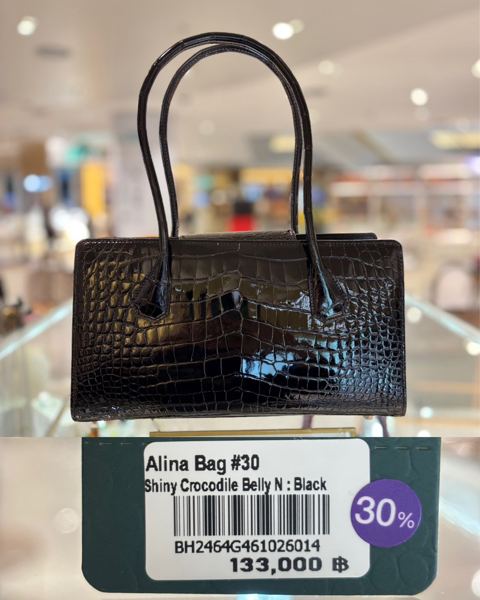 Alina Bag #30
Shiny Crocodile Belly N : Black
BH2464G461026014
133,000 ฿
30%